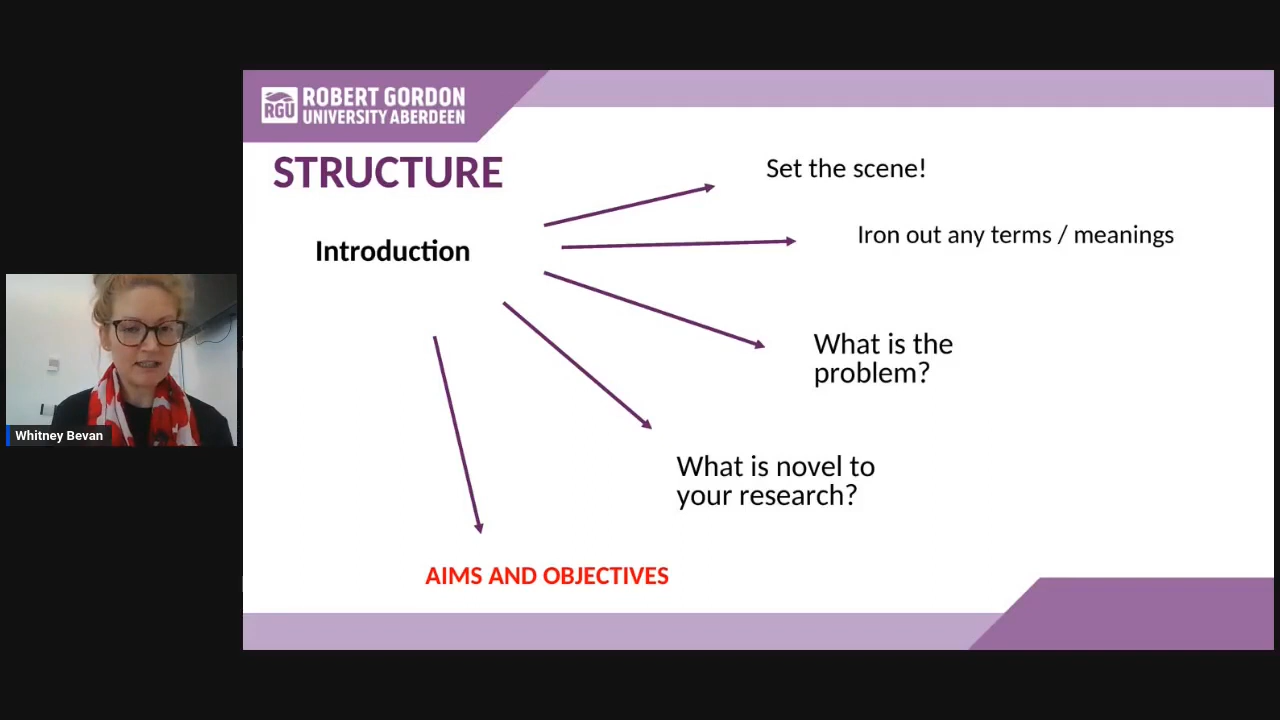 RGU
ROBERT GORDON
UNIVERSITY ABERDEEN
STRUCTURE
Set the scene!
Introduction
Iron out any terms / meanings
What is the
problem?
What is novel to
your research?
AIMS AND OBJECTIVES
Whitney Bevan